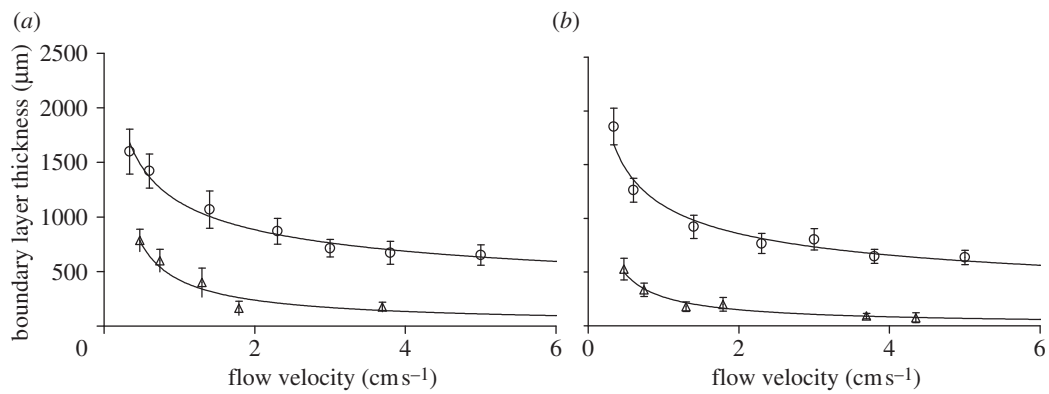 (a)
(b)
boundary layer thickness (μm)
2500
2000
1500
1000
500
0
2
4
6
flow velocity (cm s–1)
0
2
4
6
flow velocity (cm s–1)